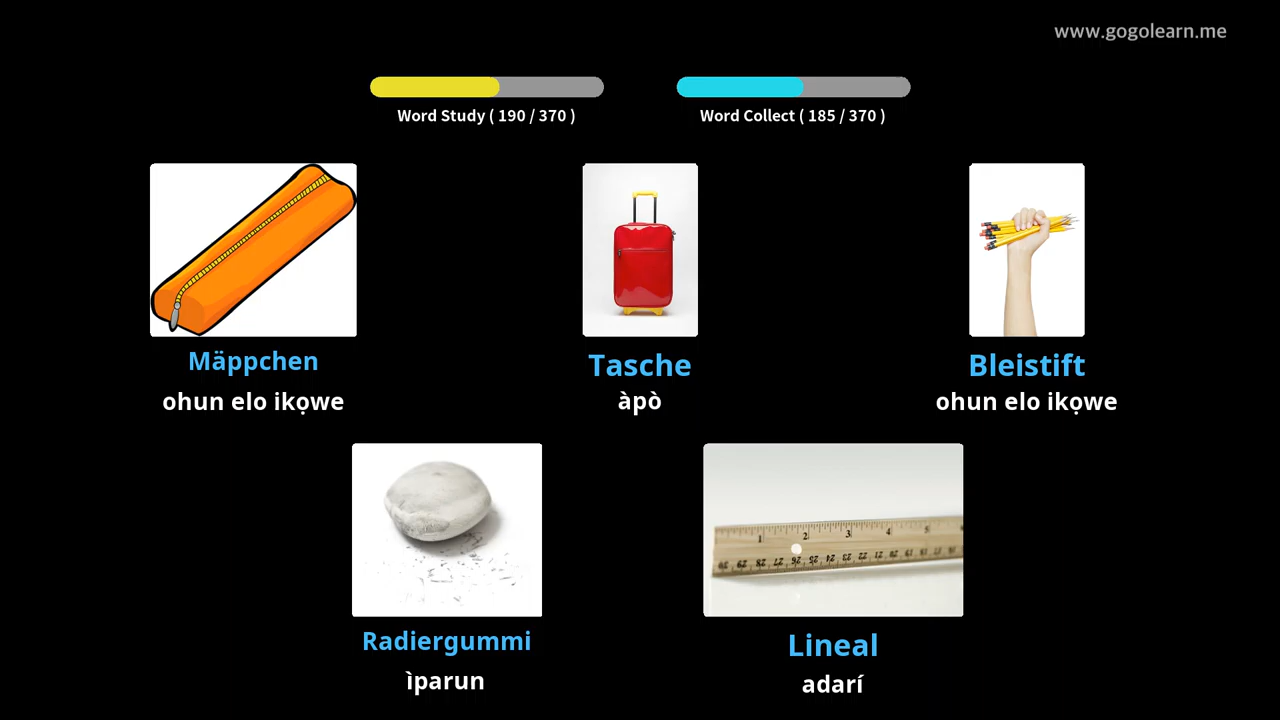 www.gogolearn.me
Word Study ( 190 / 370 )
Word Collect ( 185 / 370 )
Mäppchen
ohun elo ikọwe
Tasche
àpò
Bleistift
ohun elo ikọwe
Radiergummi
ìparun
Lineal
adarí